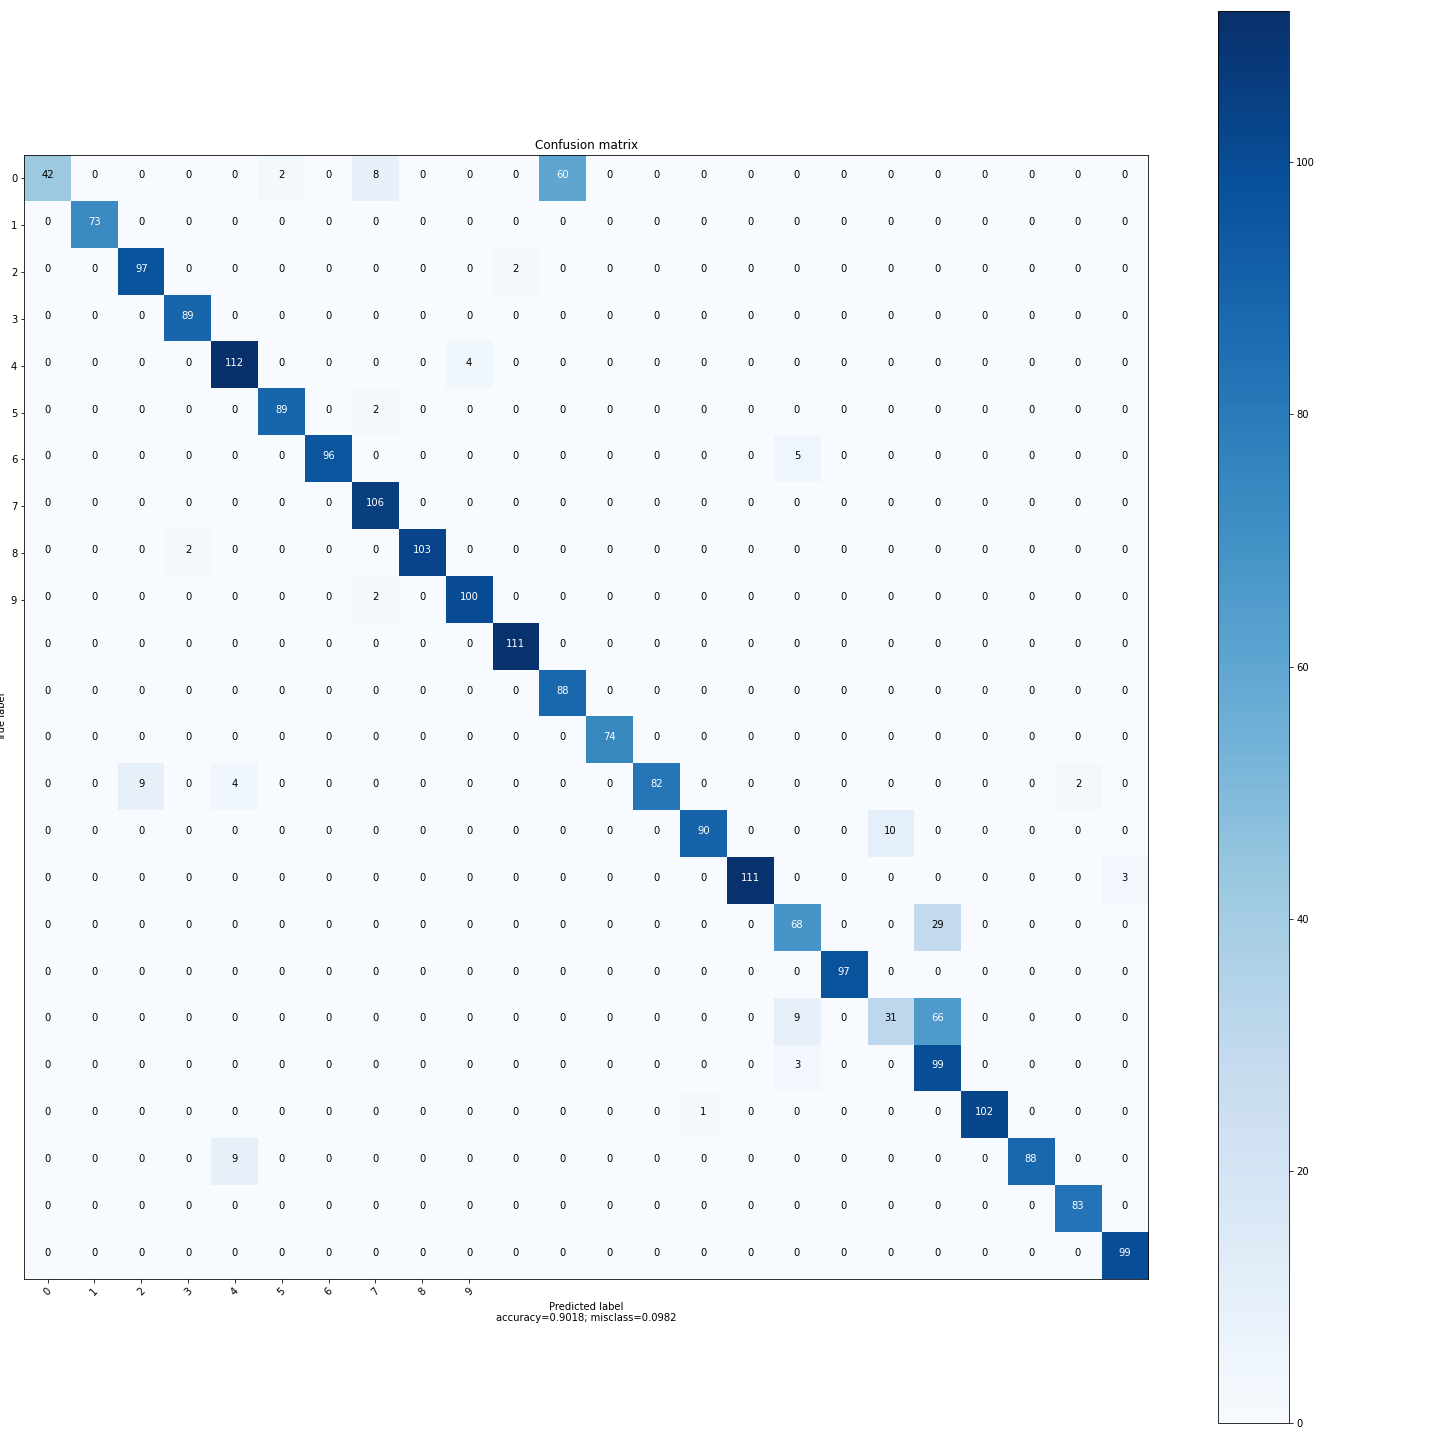 Confusion matrix
0 42 0 0 0 0 2 0 8 0 0 0 60 0 0 0 0 0 0 0 0 0 0 0 0
1 0 73 0 0 0 0 0 0 0 0 0 0 0 0 0 0 0 0 0 0 0 0 0 0
2 0 0 97 0 0 0 0 0 0 0 2 0 0 0 0 0 0 0 0 0 0 0 0 0
3 0 0 0 89 0 0 0 0 0 0 0 0 0 0 0 0 0 0 0 0 0 0 0 0
4 0 0 0 0 112 0 0 0 0 4 0 0 0 0 0 0 0 0 0 0 0 0 0 0
5 0 0 0 0 0 89 0 2 0 0 0 0 0 0 0 0 0 0 0 0 0 0 0 0
6 0 0 0 0 0 0 96 0 0 0 0 0 0 0 0 0 5 0 0 0 0 0 0 0
7 0 0 0 0 0 0 0 106 0 0 0 0 0 0 0 0 0 0 0 0 0 0 0 0
8 0 0 0 2 0 0 0 0 103 0 0 0 0 0 0 0 0 0 0 0 0 0 0 0
9 0 0 0 0 0 0 0 2 0 100 0 0 0 0 0 0 0 0 0 0 0 0 0 0
0 0 0 0 0 0 0 0 0 0 111 0 0 0 0 0 0 0 0 0 0 0 0 0
0 0 0 0 0 0 0 0 0 0 0 88 0 0 0 0 0 0 0 0 0 0 0 0
0 0 0 0 0 0 0 0 0 0 0 0 74 0 0 0 0 0 0 0 0 0 0 0
0 0 9 0 4 0 0 0 0 0 0 0 0 82 0 0 0 0 0 0 0 0 2 0
0 0 0 0 0 0 0 0 0 0 0 0 0 0 90 0 0 0 10 0 0 0 0 0
0 0 0 0 0 0 0 0 0 0 0 0 0 0 0 111 0 0 0 0 0 0 0 3
0 0 0 0 0 0 0 0 0 0 0 0 0 0 0 0 68 0 0 29 0 0 0 0
0 0 0 0 0 0 0 0 0 0 0 0 0 0 0 0 0 97 0 0 0 0 0 0
0 0 0 0 0 0 0 0 0 0 0 0 0 0 0 0 9 0 31 66 0 0 0 0
0 0 0 0 0 0 0 0 0 0 0 0 0 0 0 0 3 0 0 99 0 0 0 0
0 0 0 0 0 0 0 0 0 0 0 0 0 0 1 0 0 0 0 0 102 0 0 0
0 0 0 0 9 0 0 0 0 0 0 0 0 0 0 0 0 0 0 0 0 88 0 0
0 0 0 0 0 0 0 0 0 0 0 0 0 0 0 0 0 0 0 0 0 0 83 0
0 0 0 0 0 0 0 0 0 0 0 0 0 0 0 0 0 0 0 0 0 0 0 99
0 1 2 3 4 5 6 7 8 9
Predicted label
accuracy=0.9018; misclass=0.0982
label
100
80
60
40
20
0